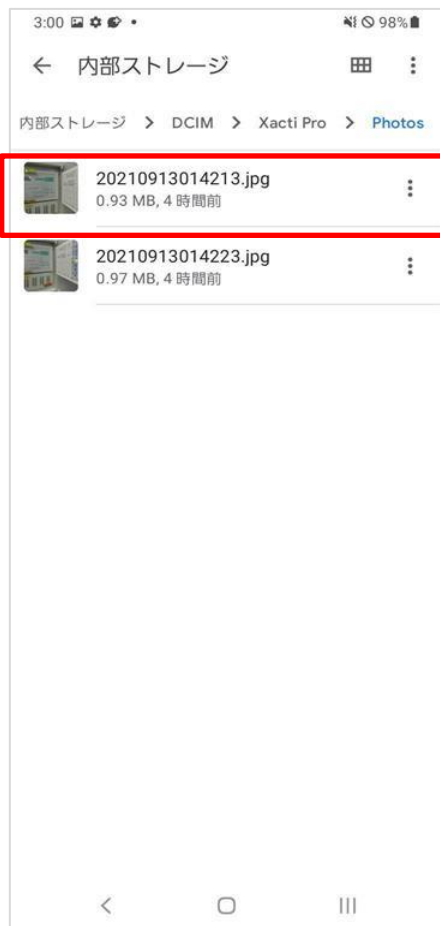 3:00 98%
内部ストレージ
内部ストレージ > DCIM > Xacti Pro > Photos
20210913014213.jpg
0.93 MB, 4 時間前
20210913014223.jpg
0.97 MB, 4 時間前